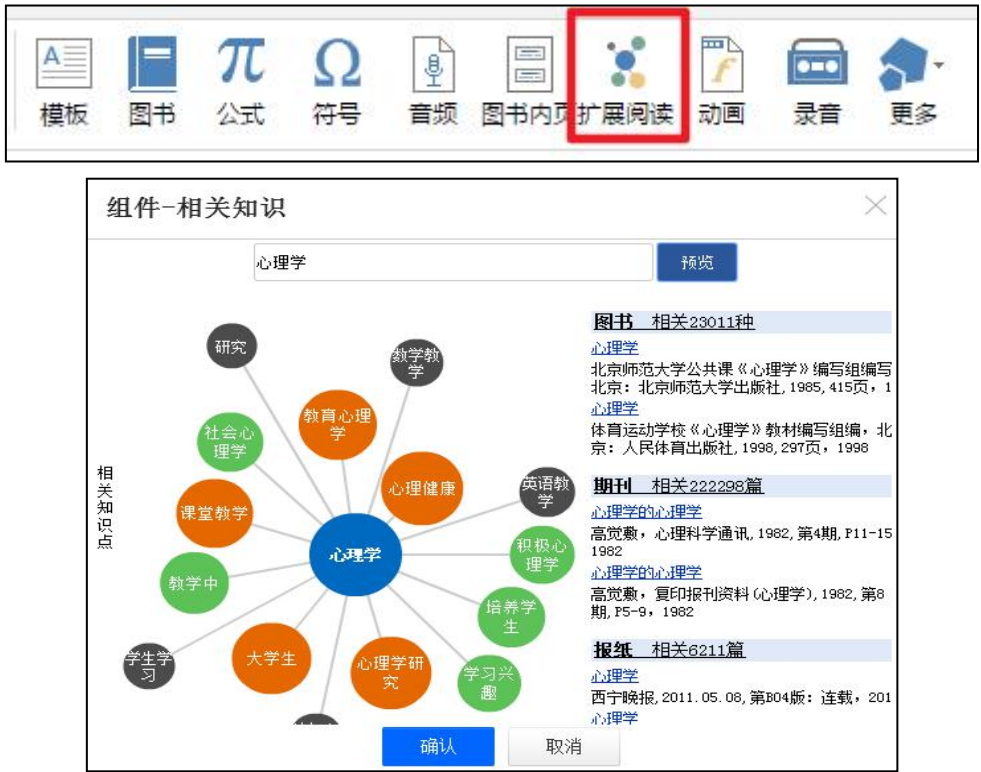 模板 图书 公式 符号 音频 图书内页 扩展阅读 动画 录音 更多
组件-相关知识
心理学 预览
相关知识点
研究
数学教
学
教育心理
学
社会心
理学
心理健康
英语教
学
课堂教学
心理学
积极心
理学
教学中
培养学
生
学生学
习
大学生
心理学研
究
学习兴
趣
图书 相关23011种
心理学
北京师范大学公共课《心理学》编写组编写
北京: 北京师范大学出版社, 1985, 415页, 1
心理学
体育运动学校《心理学》教材编写组编, 北
京: 人民体育出版社, 1998, 297页, 1998
期刊 相关222298篇
心理学的心理学
高觉敷, 心理科学通讯, 1982, 第4期, P11-15
1982
心理学的心理学
高觉敷, 复印报刊资料(心理学), 1982, 第8
期, P5-9, 1982
报纸 相关6211篇
心理学
西宁晚报, 2011.05.08, 第B04版: 连载, 201
心理学
确认 取消